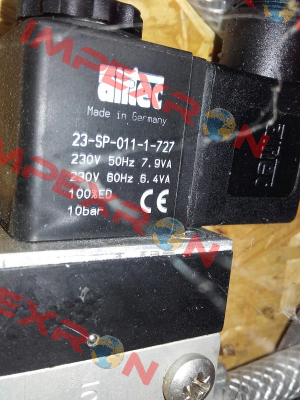 airtec
Made in Germany
23-SP-011-1-727
230V 50Hz 7.9VA
230V 60Hz 6.4VA
100%ED
10bar
CE
IMPEXRON